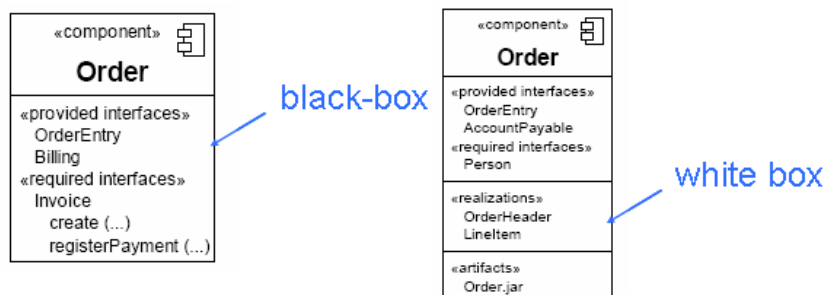 «component»
Order
«provided interfaces»
OrderEntry
Billing
«required interfaces»
Invoice
create (...)
registerPayment (...)
black-box
«component»
Order
«provided interfaces»
OrderEntry
AccountPayable
«required interfaces»
Person
«realizations»
OrderHeader
LineItem
«artifacts»
Order.jar
white box